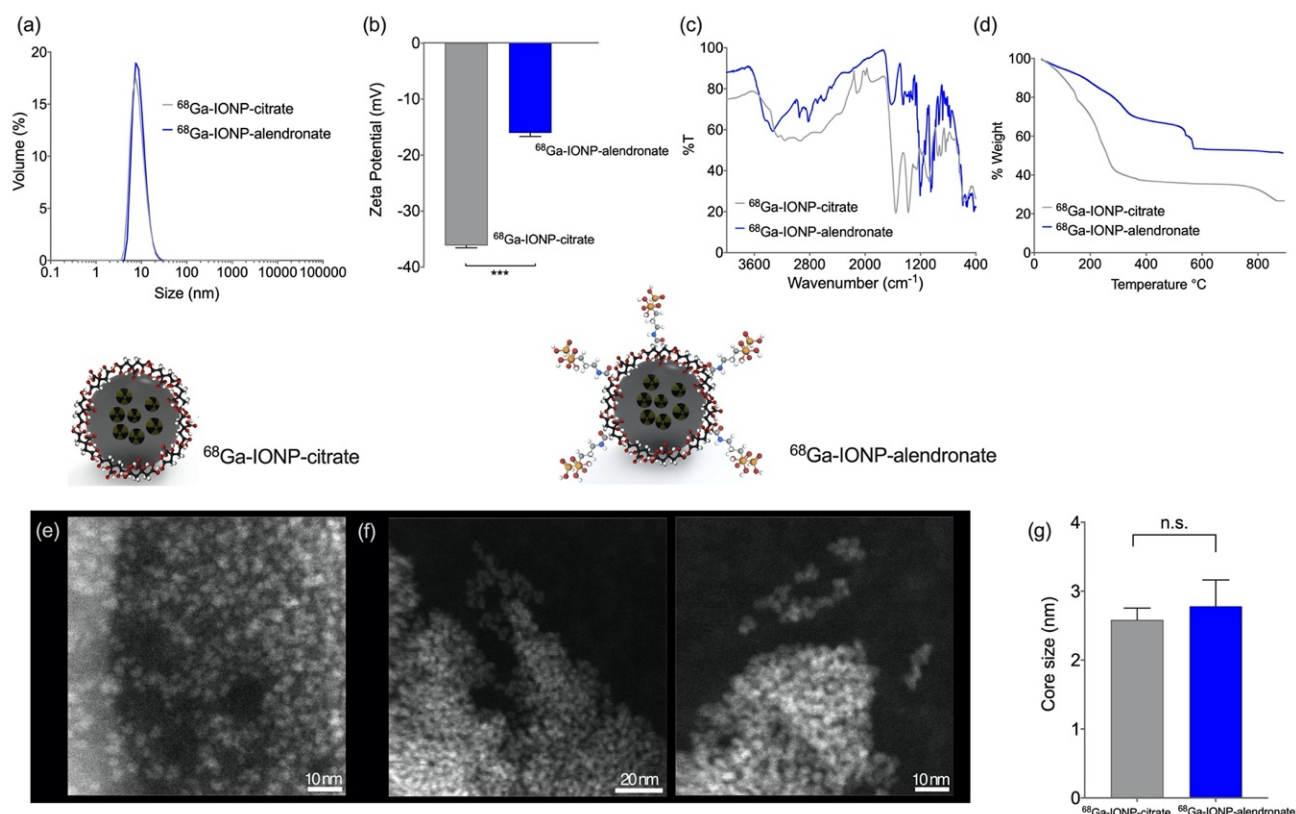 (a)
Volume (%)
20
15
10
5
0
0.1 1 10 100 1000 10000 100000
Size (nm)
⁶⁸Ga-IONP-citrate
⁶⁸Ga-IONP-alendronate
(b)
Zeta Potential (mV)
0
-10
-20
-30
-40
⁶⁸Ga-IONP-alendronate
⁶⁸Ga-IONP-citrate
***
(c)
%T
100
80
60
40
20
0
3600 2800 2000 1200 400
Wavenumber (cm⁻¹)
⁶⁸Ga-IONP-citrate
⁶⁸Ga-IONP-alendronate
(d)
% Weight
100
80
60
40
20
0
0 200 400 600 800
Temperature °C
⁶⁸Ga-IONP-citrate
⁶⁸Ga-IONP-alendronate
⁶⁸Ga-IONP-citrate
⁶⁸Ga-IONP-alendronate
(e)
10 nm
(f)
20 nm
10 nm
(g)
Core size (nm)
4
3
2
1
0
n.s.
⁶⁸Ga-IONP-citrate
⁶⁸Ga-IONP-alendronate